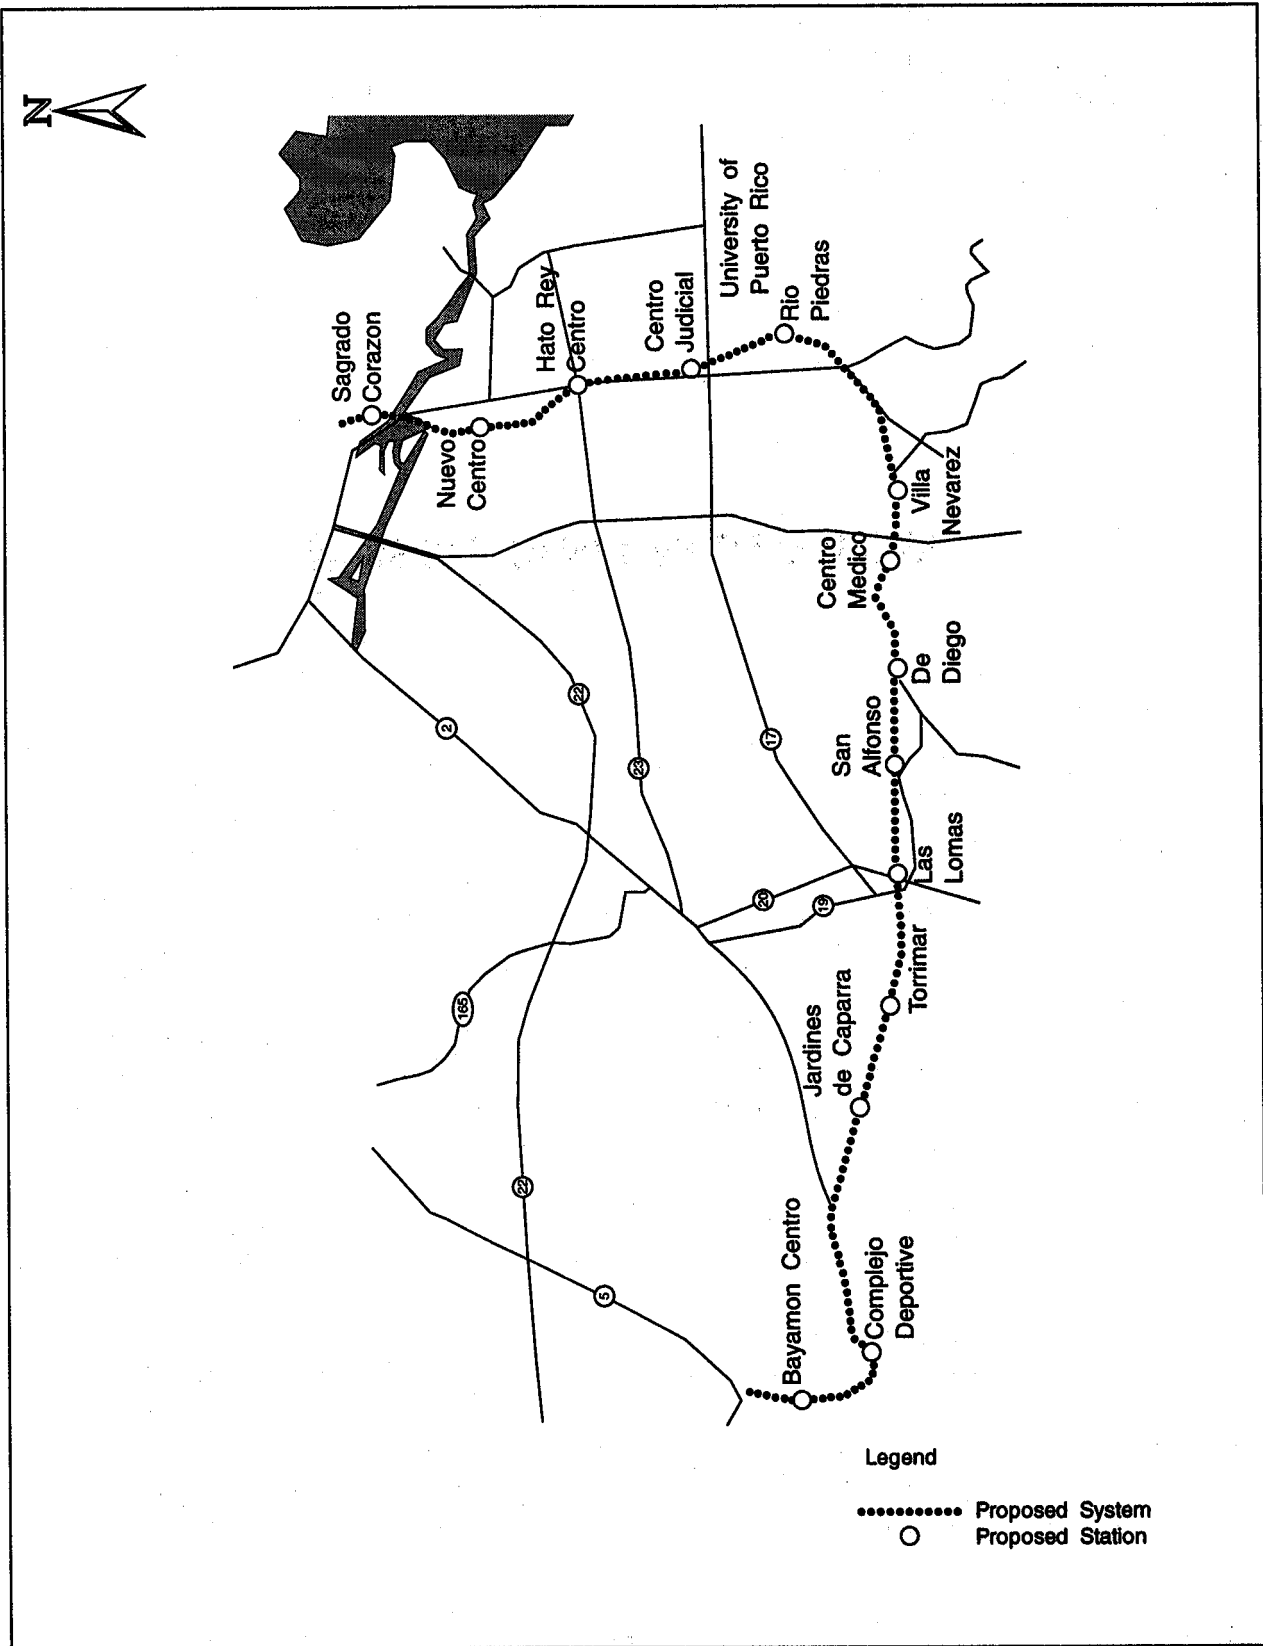 N
Sagrado
Corazon
Nuevo
Centro
Hato Rey
Centro
Centro
Judicial
University of
Puerto Rico
Rio
Piedras
Villa
Nevarez
Centro
Medico
De
Diego
San
Alfonso
Las
Lomas
Torrimar
Jardines
de Caparra
Complejo
Deportive
Bayamon Centro
2
22
23
17
20
19
165
22
5
Legend
Proposed System
Proposed Station